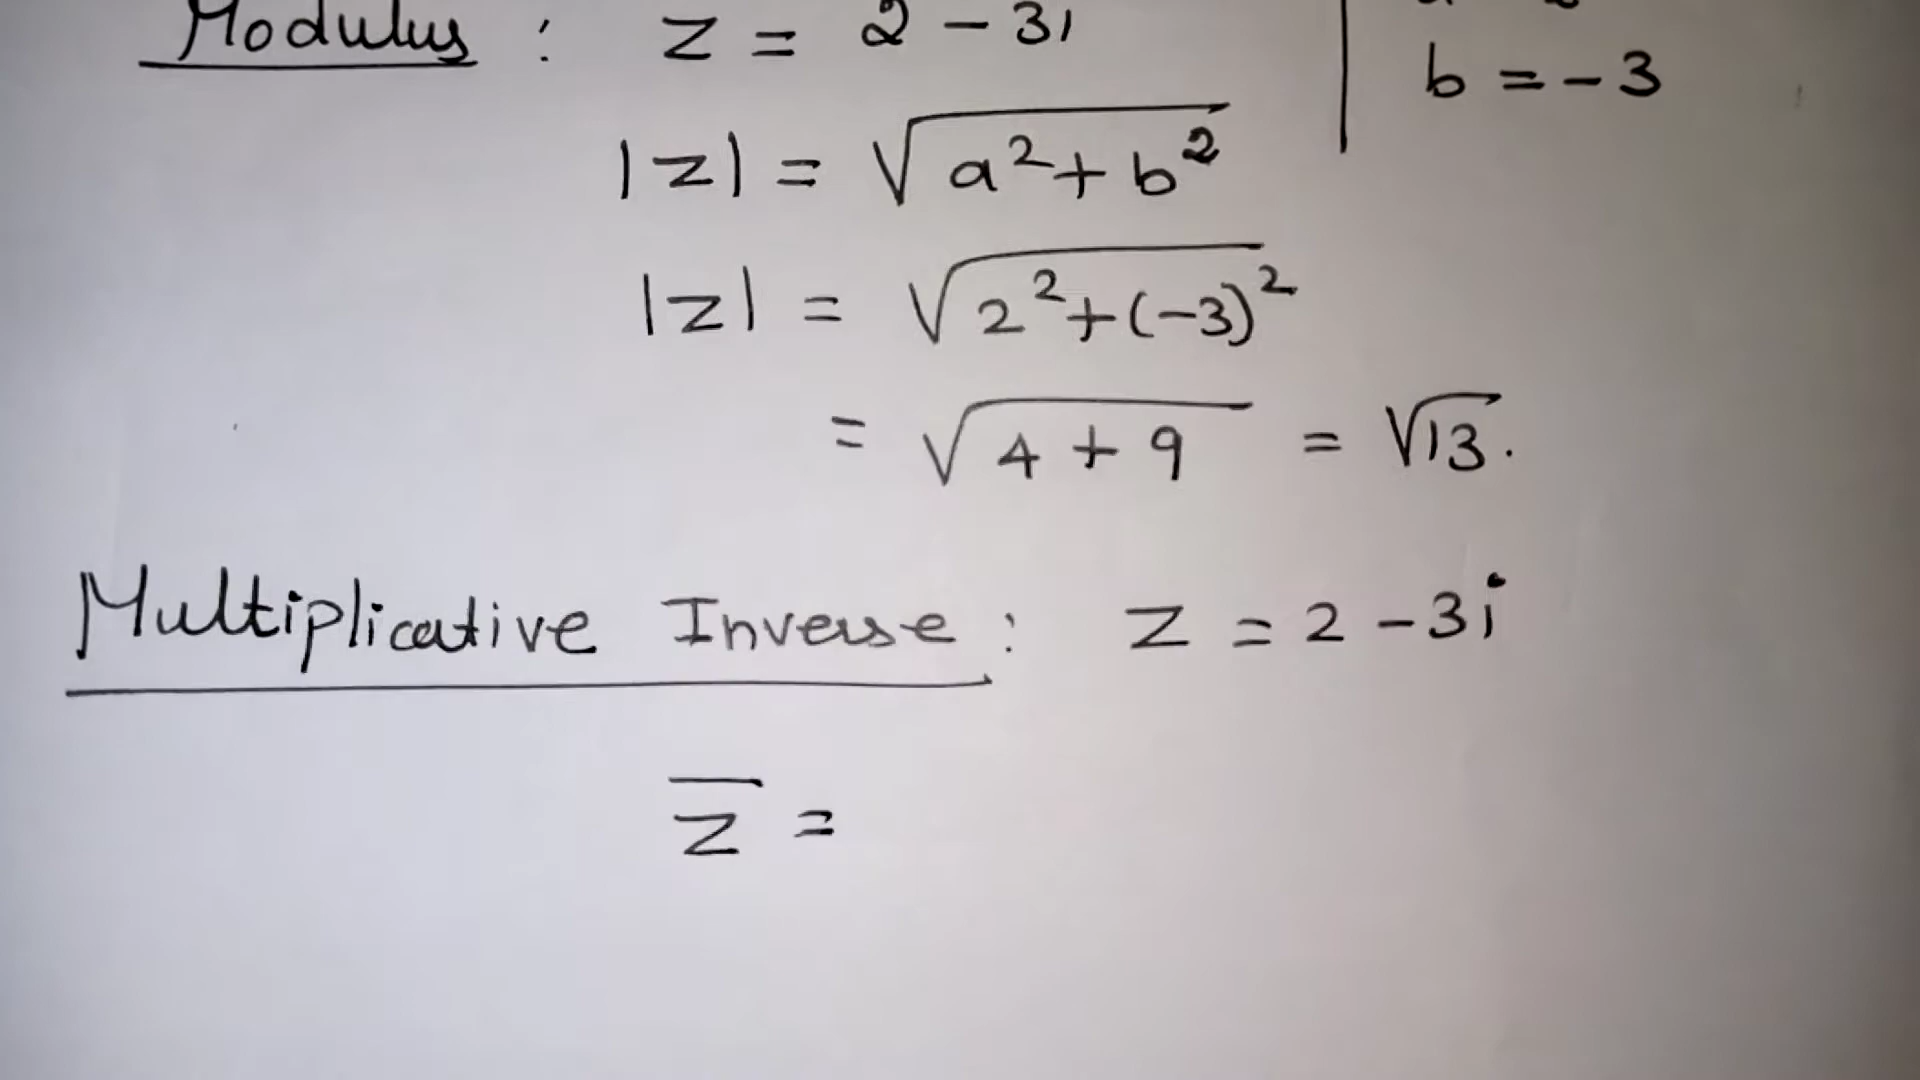 Modulus : z = 2 - 3i
b = -3
|z| = √(a² + b²)
|z| = √(2² + (-3)²)
= √(4 + 9) = √13.
Multiplicative Inverse : z = 2 - 3i
z̅ =